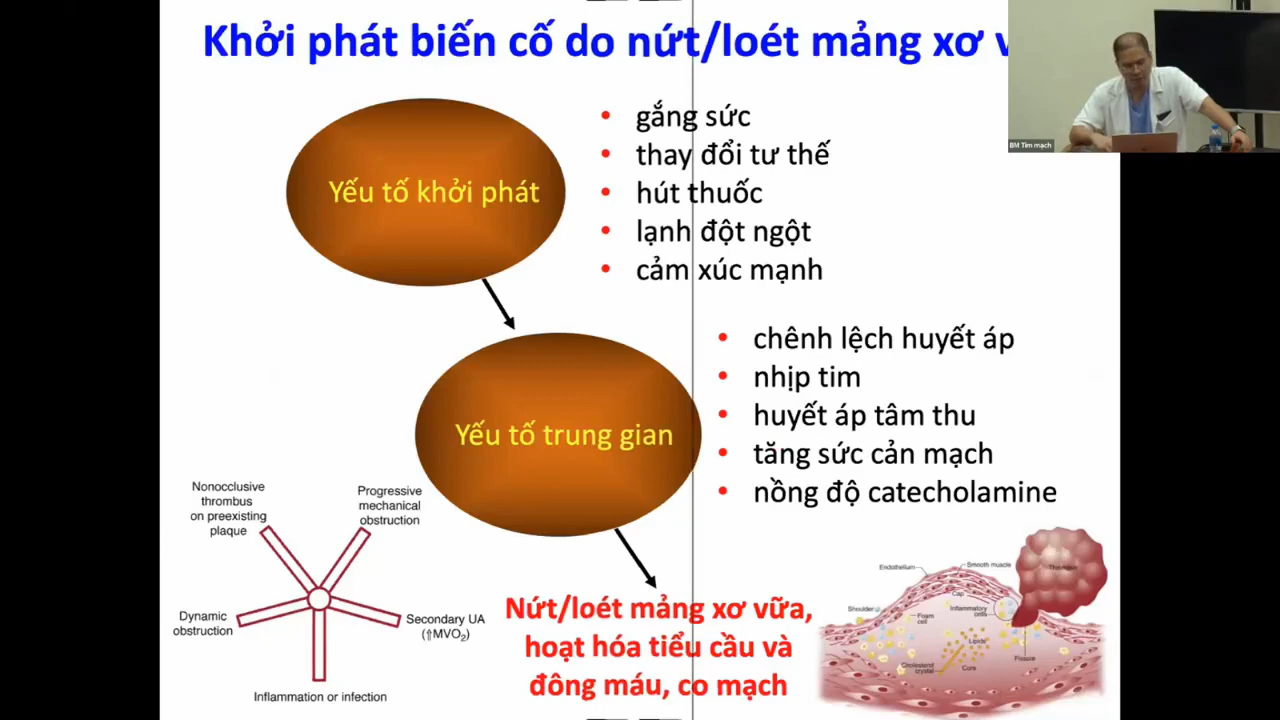 Khởi phát biến cố do nứt/loét mảng xơ
BM Tim mạch
Yếu tố khởi phát
• gắng sức
• thay đổi tư thế
• hút thuốc
• lạnh đột ngột
• cảm xúc mạnh
Yếu tố trung gian
• chênh lệch huyết áp
• nhịp tim
• huyết áp tâm thu
• tăng sức cản mạch
• nồng độ catecholamine
Nứt/loét mảng xơ vữa,
hoạt hóa tiểu cầu và
đông máu, co mạch
Nonocclusive
thrombus
on preexisting
plaque
Progressive
mechanical
obstruction
Dynamic
obstruction
Secondary UA
(⇑MVO₂)
Inflammation or infection
Endothelium
Smooth muscle
Thrombus
Cap
Shoulder
Inflammatory
cells
Foam
cell
Lipids
Fissure
Cholesterol
crystal
Core